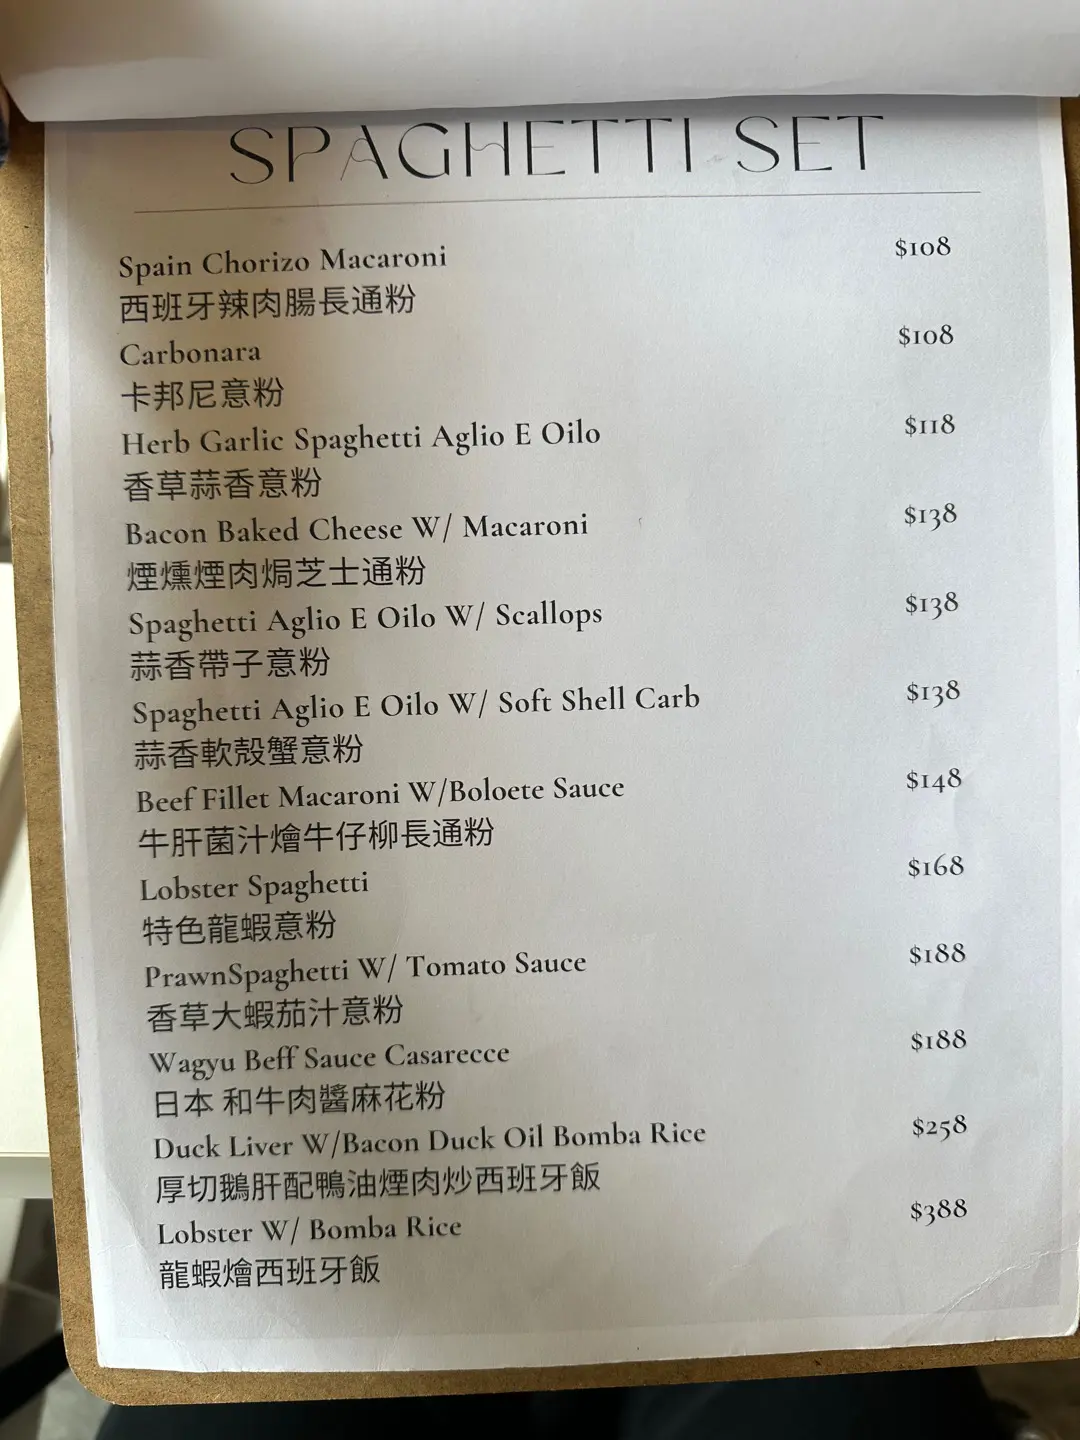 SPAGHETTI SET
Spain Chorizo Macaroni $108
西班牙辣肉腸長通粉
Carbonara $108
卡邦尼意粉
Herb Garlic Spaghetti Aglio E Oilo $118
香草蒜香意粉
Bacon Baked Cheese W/ Macaroni $138
煙燻煙肉焗芝士通粉
Spaghetti Aglio E Oilo W/ Scallops $138
蒜香帶子意粉
Spaghetti Aglio E Oilo W/ Soft Shell Carb $138
蒜香軟殼蟹意粉
Beef Fillet Macaroni W/Boloete Sauce $148
牛肝菌汁燴牛仔柳長通粉
Lobster Spaghetti $168
特色龍蝦意粉
PrawnSpaghetti W/ Tomato Sauce $188
香草大蝦茄汁意粉
Wagyu Beff Sauce Casarecce $188
日本 和牛肉醬麻花粉
Duck Liver W/Bacon Duck Oil Bomba Rice $258
厚切鵝肝配鴨油煙肉炒西班牙飯
Lobster W/ Bomba Rice $388
龍蝦燴西班牙飯